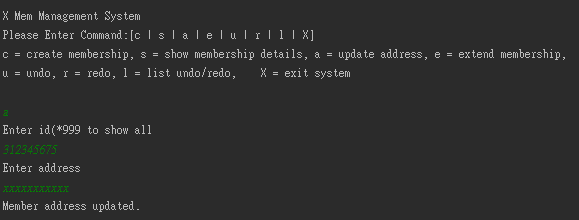 X Mem Management System
Please Enter Command:[c | s | a | e | u | r | l | X]
c = create membership, s = show membership details, a = update address, e = extend membership,
u = undo, r = redo, l = list undo/redo,    X = exit system
a
Enter id(*999 to show all
312345675
Enter address
xxxxxxxxxxx
Member address updated.